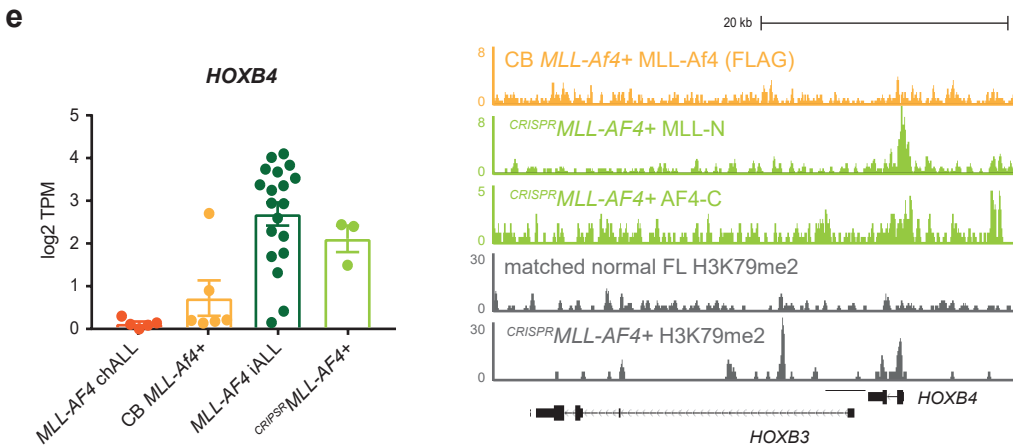 e
HOXB4
5
4
3
2
1
0
log2 TPM
MLL-AF4 chALL
CB MLL-Af4+
MLL-AF4 iALL
CRIPSRMLL-AF4+
20 kb
8
CB MLL-Af4+ MLL-Af4 (FLAG)
0
8
CRISPRMLL-AF4+ MLL-N
0
5
CRISPRMLL-AF4+ AF4-C
0
30
matched normal FL H3K79me2
0
30
CRISPRMLL-AF4+ H3K79me2
0
HOXB4
HOXB3